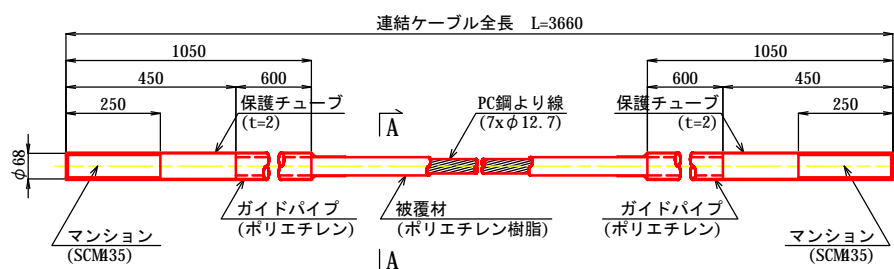 連結ケーブル全長 L=3660
1050
1050
450
600
600
450
250
保護チューブ
(t=2)
A
PC鋼より線
(7xφ12.7)
保護チューブ
(t=2)
250
φ68
ガイドパイプ
(ポリエチレン)
被覆材
(ポリエチレン樹脂)
ガイドパイプ
(ポリエチレン)
マンション
(SCM435)
A
マンション
(SCM435)